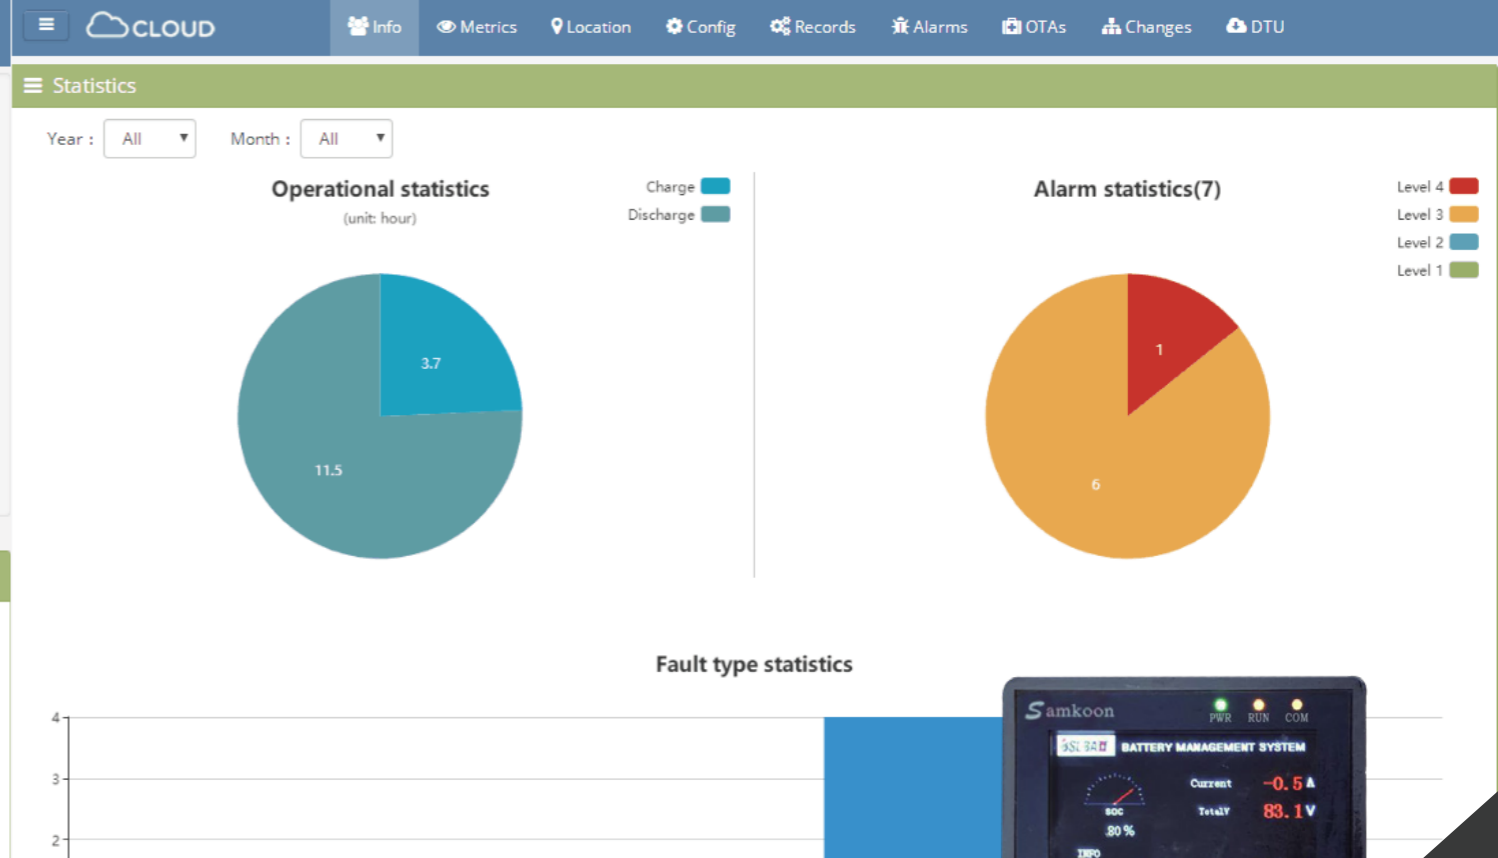 CLOUD Info Metrics Location Config Records Alarms OTAs Changes DTU
Statistics
Year : All Month : All
Operational statistics
(unit: hour)
Charge
Discharge
3.7
11.5
Alarm statistics(7)
Level 4
Level 3
Level 2
Level 1
1
6
Fault type statistics
4
3
2
Samkoon
PWR RUN COM
BATTERY MANAGEMENT SYSTEM
Current -0.5 A
TotalV 83.1 V
SOC
80 %
INFO